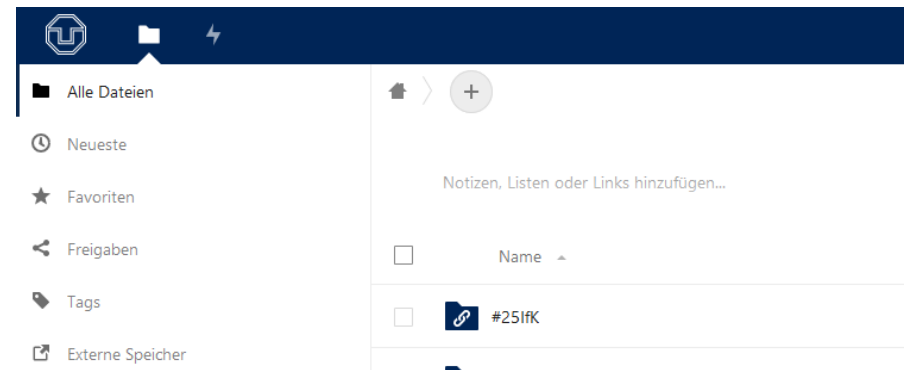 Alle Dateien
Neueste
Favoriten
Freigaben
Tags
Externe Speicher
Notizen, Listen oder Links hinzufügen...
Name
#25IfK